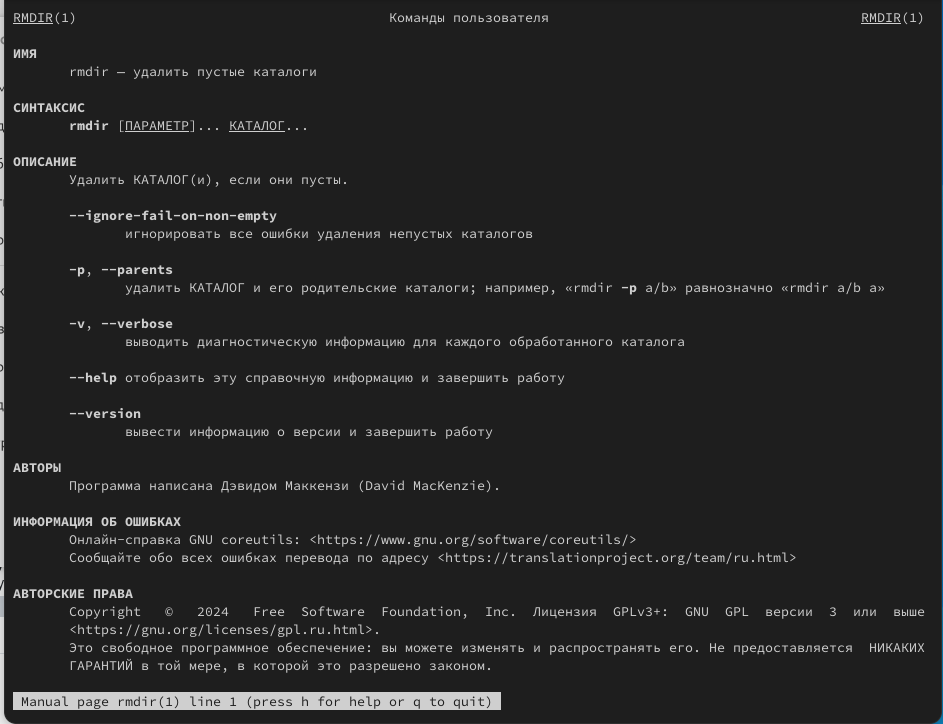 RMDIR(1) Команды пользователя RMDIR(1)
ИМЯ
rmdir — удалить пустые каталоги
СИНТАКСИС
rmdir [ПАРАМЕТР]... КАТАЛОГ...
ОПИСАНИЕ
Удалить КАТАЛОГ(и), если они пусты.
--ignore-fail-on-non-empty
игнорировать все ошибки удаления непустых каталогов
-p, --parents
удалить КАТАЛОГ и его родительские каталоги; например, «rmdir -p a/b» равнозначно «rmdir a/b a»
-v, --verbose
выводить диагностическую информацию для каждого обработанного каталога
--help отобразить эту справочную информацию и завершить работу
--version
вывести информацию о версии и завершить работу
АВТОРЫ
Программа написана Дэвидом Маккензи (David MacKenzie).
ИНФОРМАЦИЯ ОБ ОШИБКАХ
Онлайн-справка GNU coreutils: <https://www.gnu.org/software/coreutils/>
Сообщайте обо всех ошибках перевода по адресу <https://translationproject.org/team/ru.html>
АВТОРСКИЕ ПРАВА
Copyright © 2024 Free Software Foundation, Inc. Лицензия GPLv3+: GNU GPL версии 3 или выше
<https://gnu.org/licenses/gpl.ru.html>.
Это свободное программное обеспечение: вы можете изменять и распространять его. Не предоставляется НИКАКИХ
ГАРАНТИЙ в той мере, в которой это разрешено законом.
Manual page rmdir(1) line 1 (press h for help or q to quit)